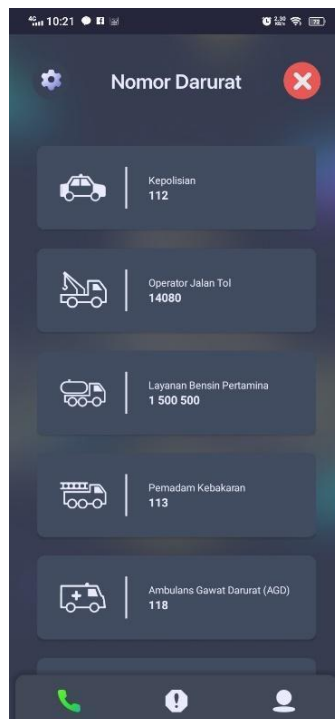 10:21
Nomor Darurat
Kepolisian
112
Operator Jalan Tol
14080
Layanan Bensin Pertamina
1 500 500
Pemadam Kebakaran
113
Ambulans Gawat Darurat (AGD)
118